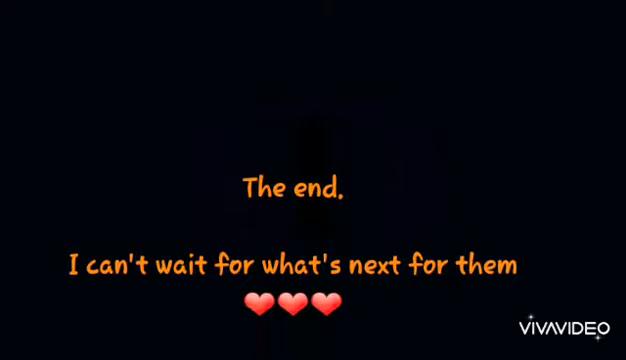 The end.
I can't wait for what's next for them
❤❤❤
VIVAVIDEO